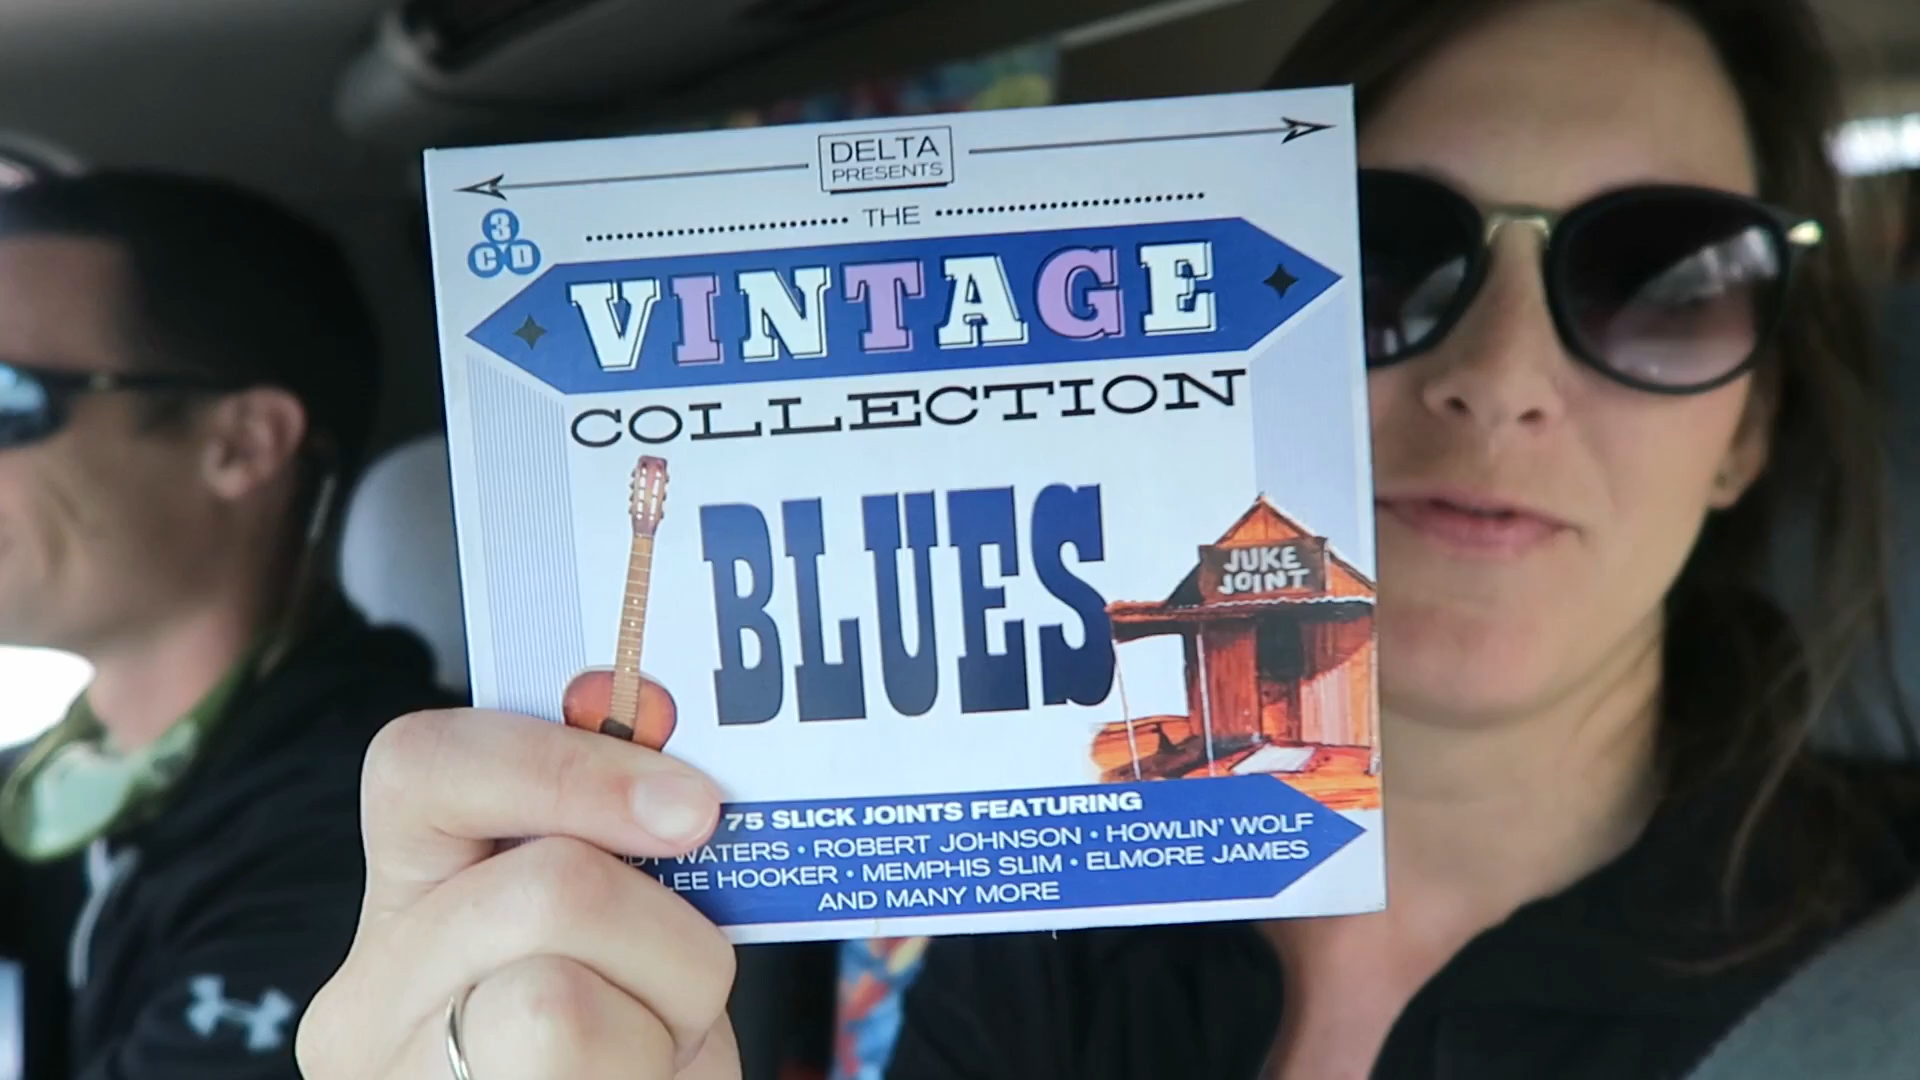 DELTA
PRESENTS
THE
3
CD
VINTAGE
COLLECTION
BLUES
JUKE
JOINT
75 SLICK JOINTS FEATURING
WATERS • ROBERT JOHNSON • HOWLIN' WOLF
LEE HOOKER • MEMPHIS SLIM • ELMORE JAMES
AND MANY MORE